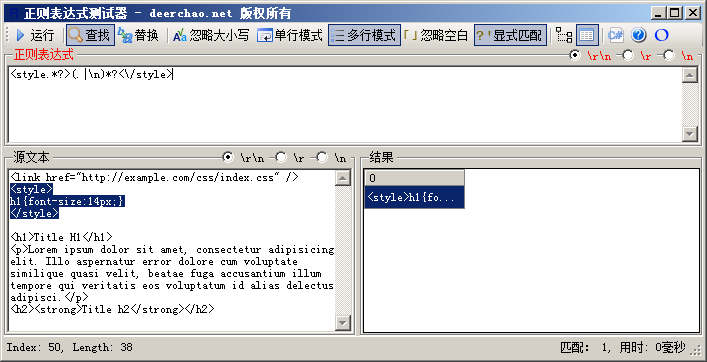 正则表达式测试器 - deerchao.net 版权所有
运行 查找 替换 忽略大小写 单行模式 多行模式 忽略空白 显式匹配 C#
正则表达式 \r\n \r \n
<style.*?>(.|\n)*?<\/style>
源文本 \r\n \r \n
<link href="http://example.com/css/index.css" />
<style>
h1{font-size:14px;}
</style>
<h1>Title H1</h1>
<p>Lorem ipsum dolor sit amet, consectetur adipisicing
elit. Illo aspernatur error dolore cum voluptate
similique quasi velit, beatae fuga accusantium illum
tempore qui veritatis eos voluptatum id alias delectus
adipisci.</p>
<h2><strong>Title h2</strong></h2>
结果
0
<style>h1{fo...
Index: 50, Length: 38
匹配: 1, 用时: 0毫秒